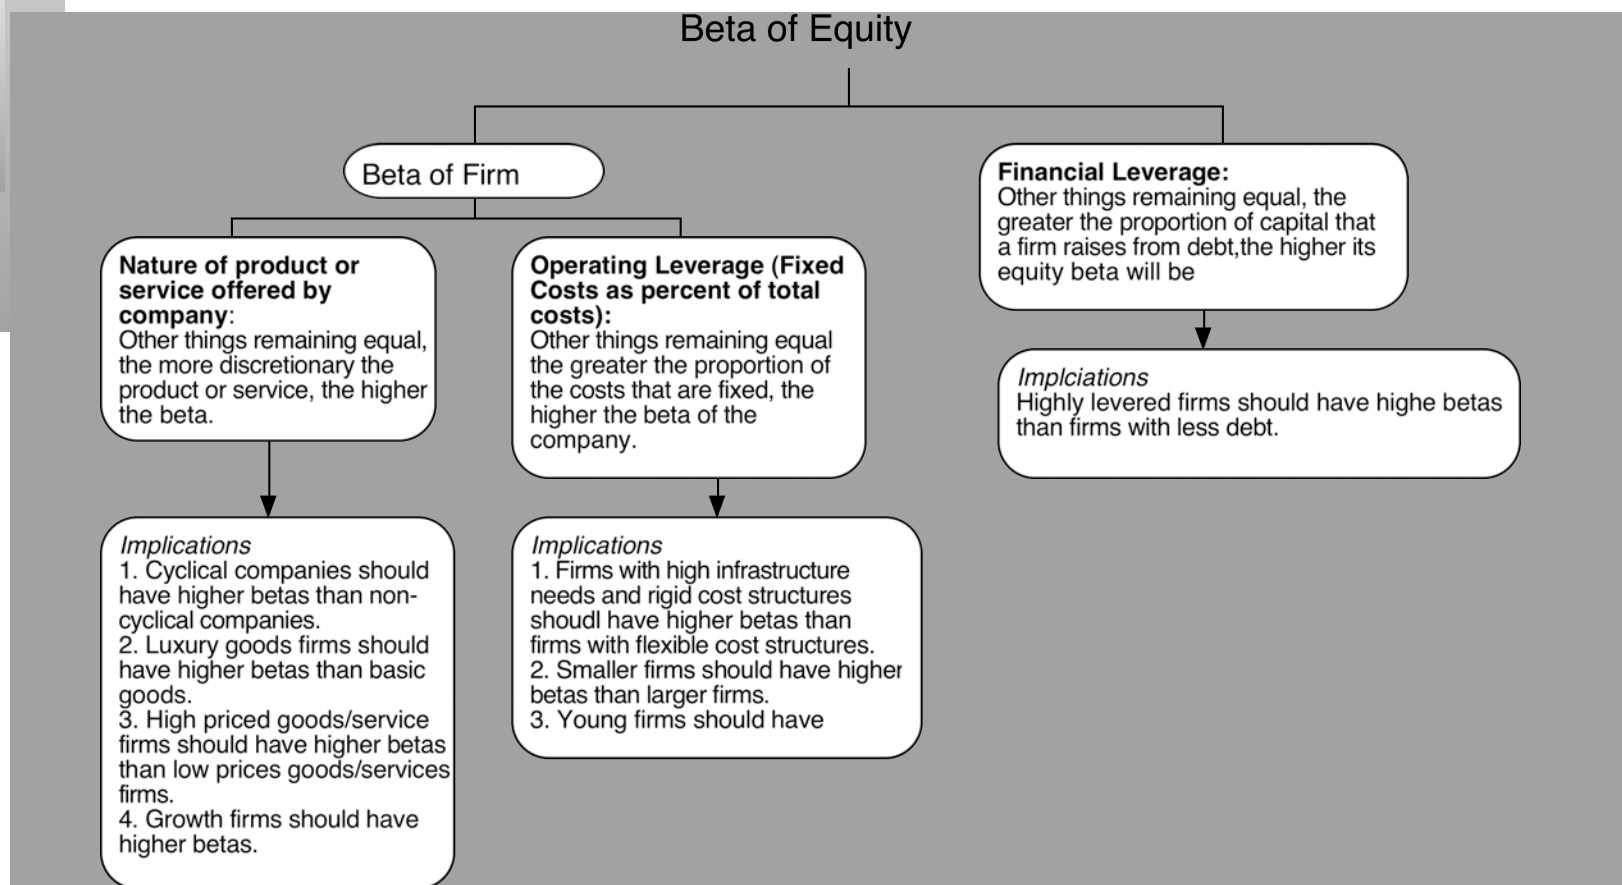 Beta of Equity
Beta of Firm
Nature of product or
service offered by
company:
Other things remaining equal,
the more discretionary the
product or service, the higher
the beta.
Operating Leverage (Fixed
Costs as percent of total
costs):
Other things remaining equal
the greater the proportion of
the costs that are fixed, the
higher the beta of the
company.
Financial Leverage:
Other things remaining equal, the
greater the proportion of capital that
a firm raises from debt,the higher its
equity beta will be
Implciations
Highly levered firms should have highe betas
than firms with less debt.
Implications
1. Cyclical companies should
have higher betas than non-
cyclical companies.
2. Luxury goods firms should
have higher betas than basic
goods.
3. High priced goods/service
firms should have higher betas
than low prices goods/services
firms.
4. Growth firms should have
higher betas.
Implications
1. Firms with high infrastructure
needs and rigid cost structures
shoudl have higher betas than
firms with flexible cost structures.
2. Smaller firms should have higher
betas than larger firms.
3. Young firms should have